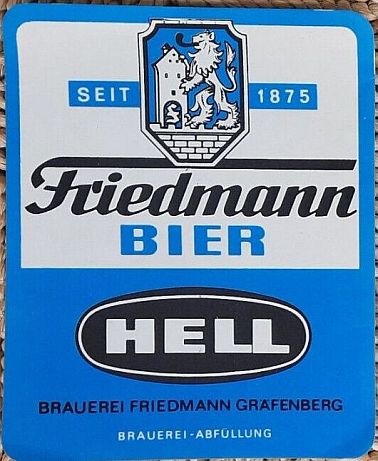 SEIT 1875
Friedmann
BIER
HELL
BRAUEREI FRIEDMANN GRÄFENBERG
BRAUEREI-ABFÜLLUNG